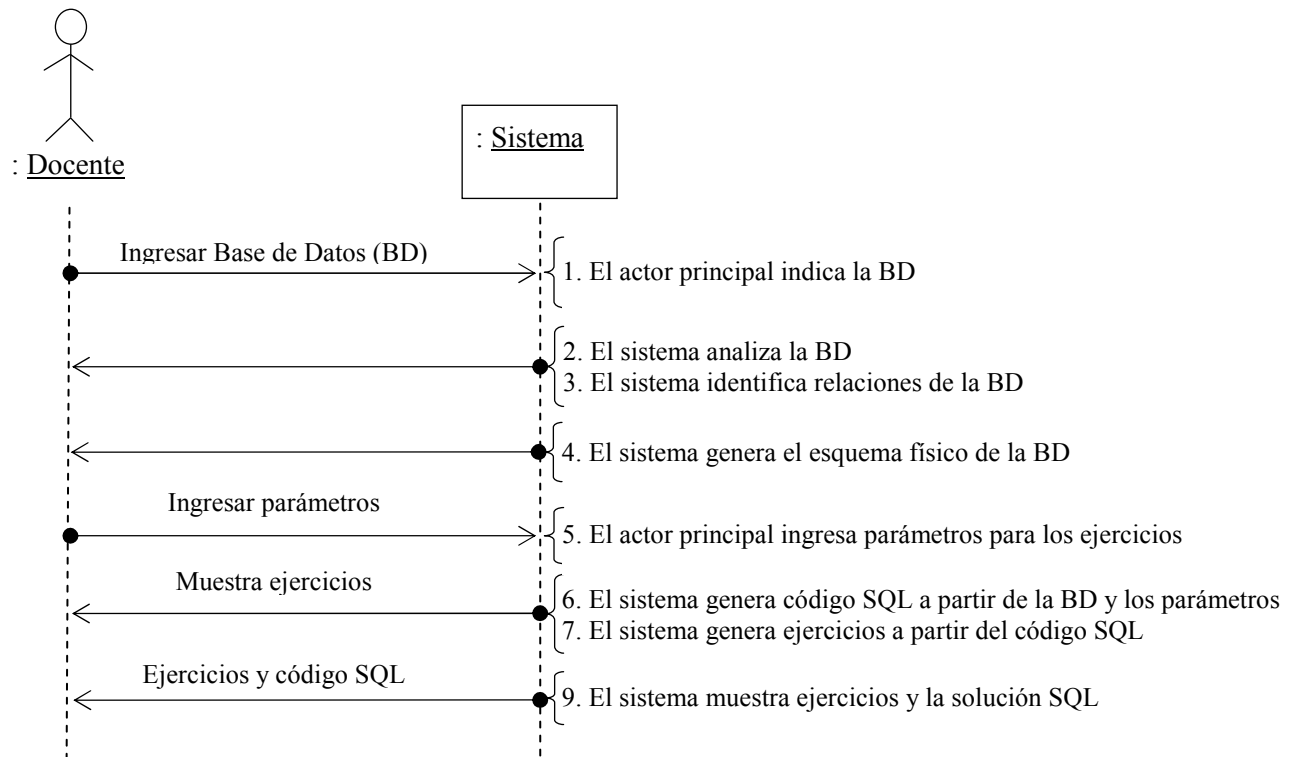 : Sistema
: Docente
Ingresar Base de Datos (BD)
1. El actor principal indica la BD
2. El sistema analiza la BD
3. El sistema identifica relaciones de la BD
4. El sistema genera el esquema físico de la BD
Ingresar parámetros
5. El actor principal ingresa parámetros para los ejercicios
Muestra ejercicios
6. El sistema genera código SQL a partir de la BD y los parámetros
7. El sistema genera ejercicios a partir del código SQL
Ejercicios y código SQL
9. El sistema muestra ejercicios y la solución SQL